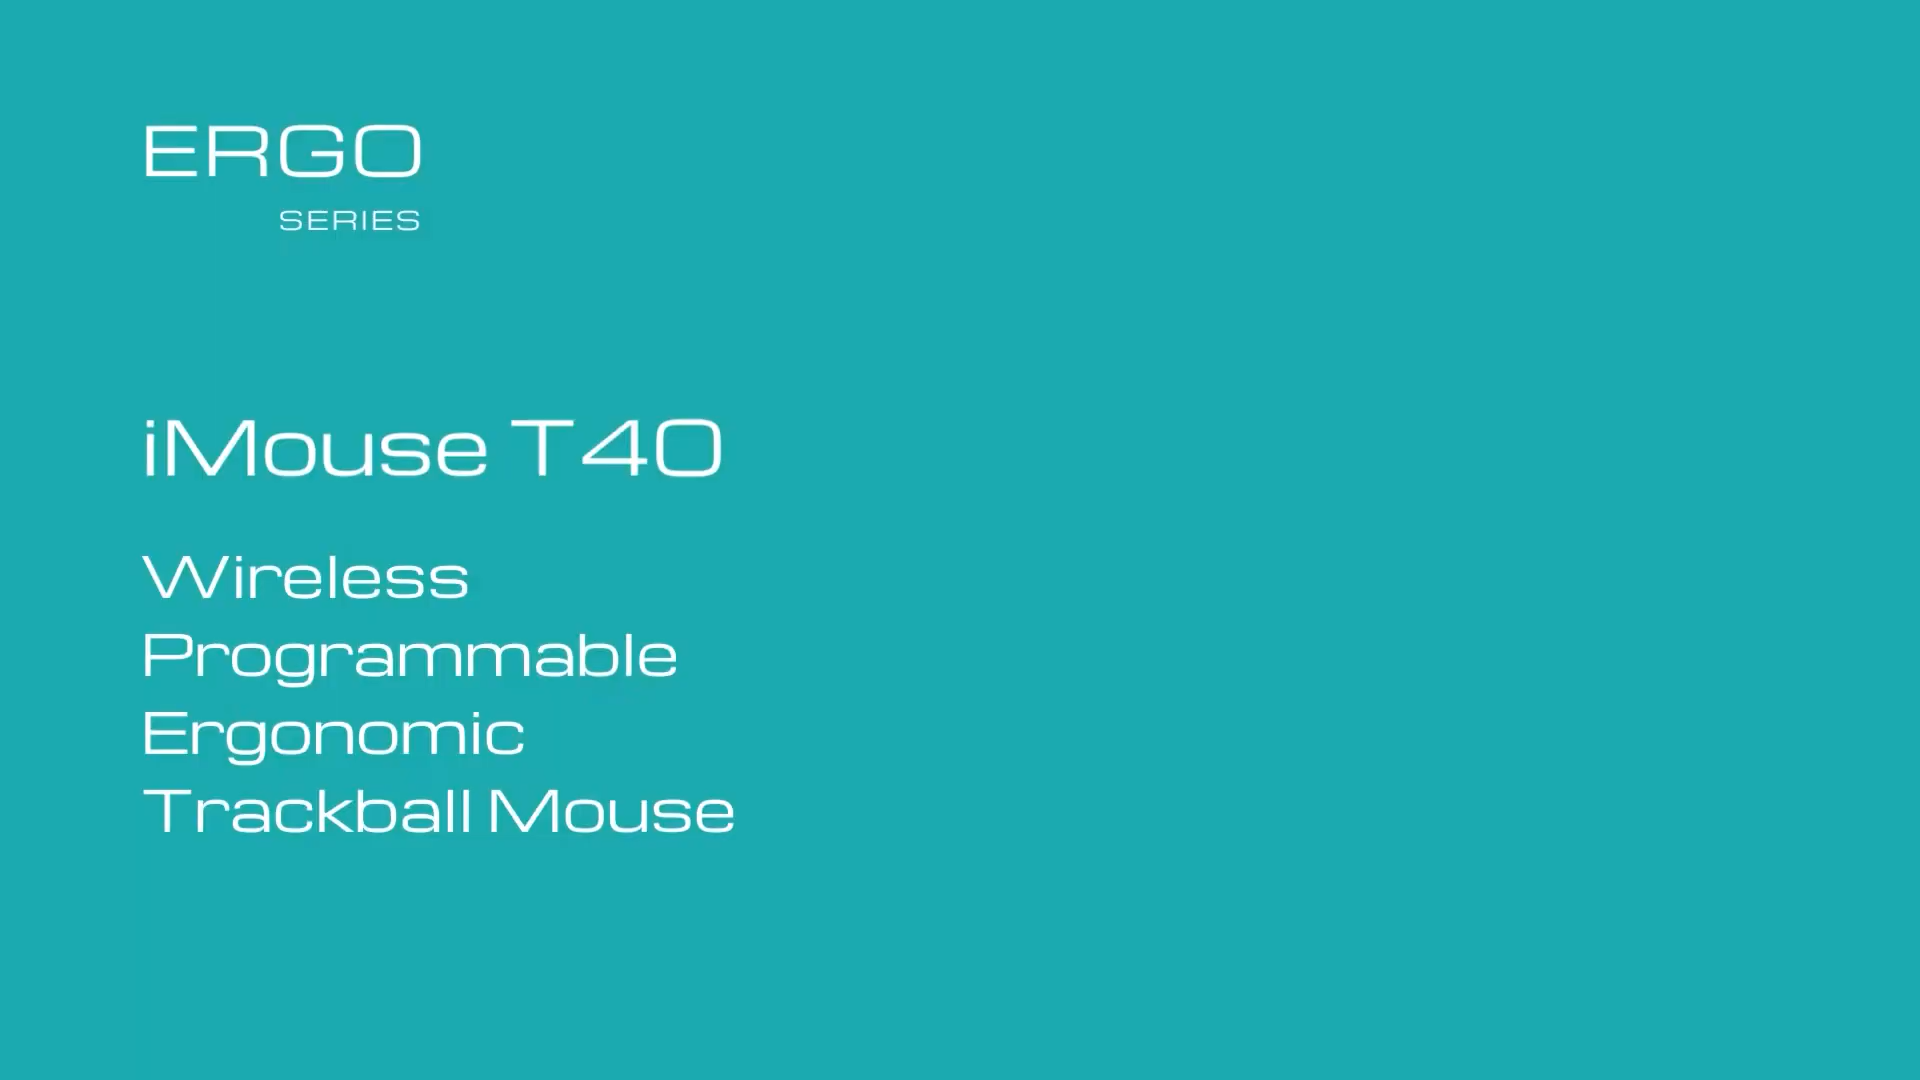 ERGO
SERIES
iMouse T40
Wireless
Programmable
Ergonomic
Trackball Mouse